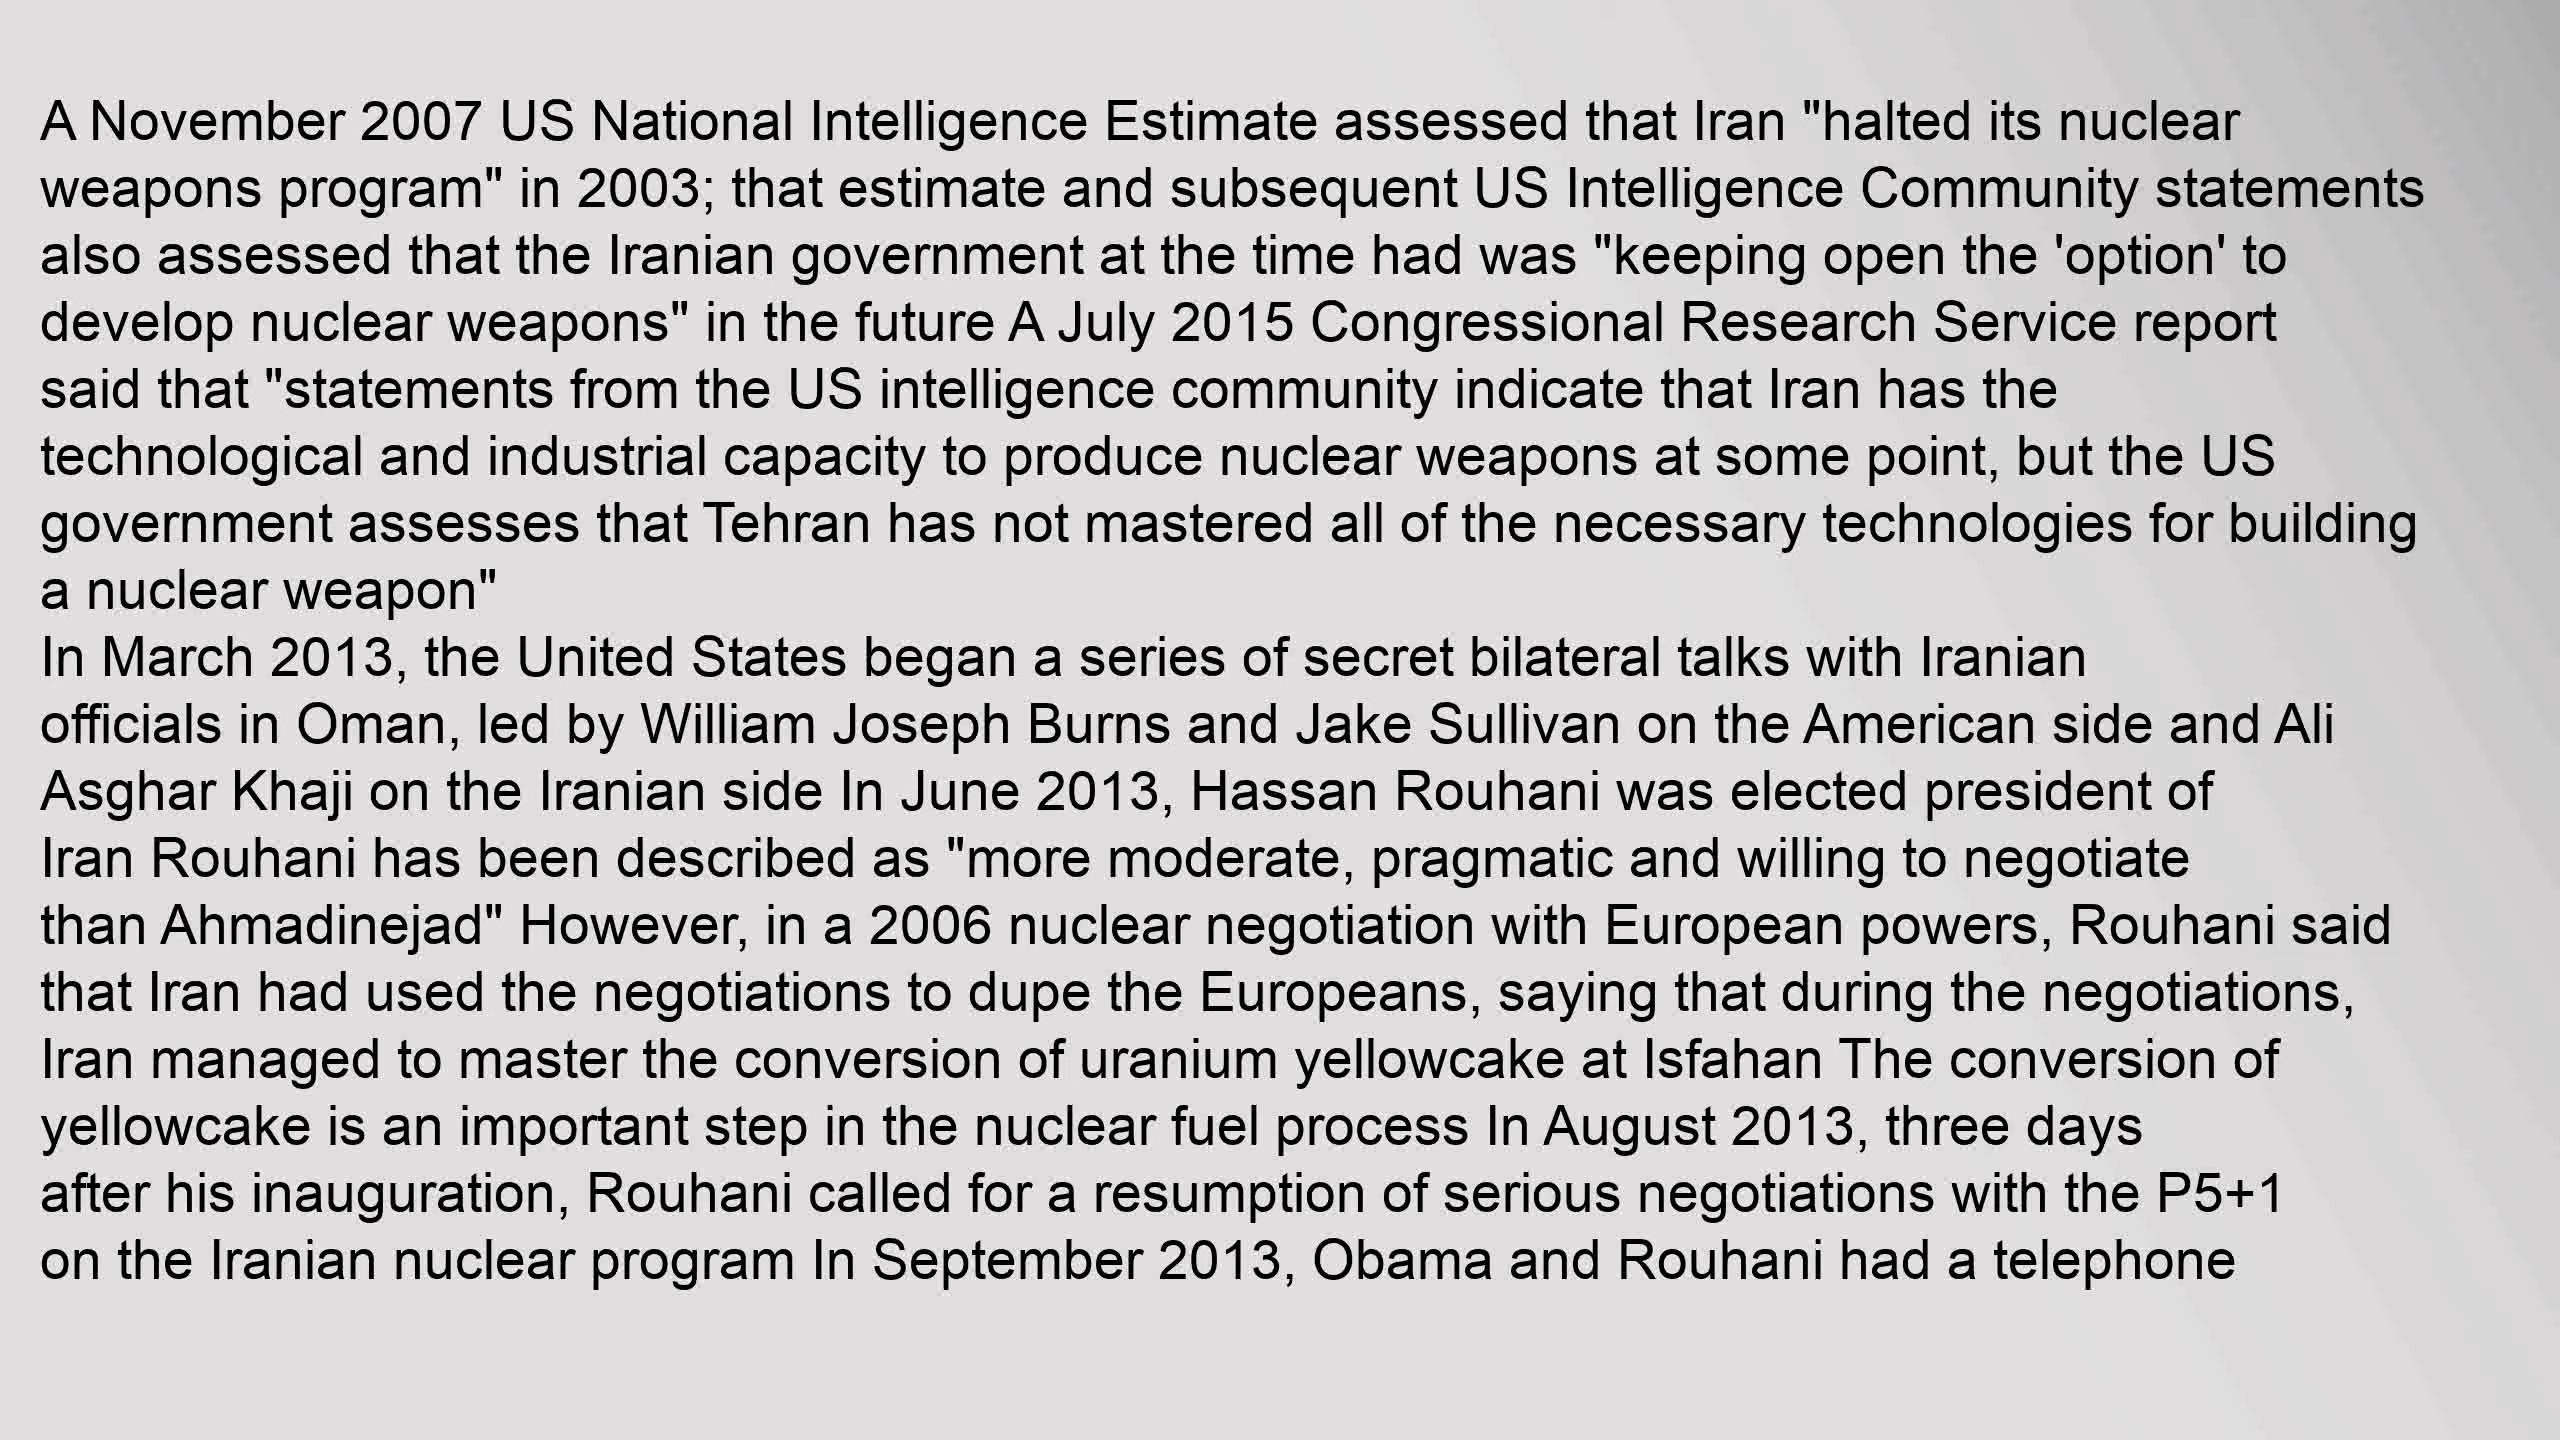 A November 2007 US National Intelligence Estimate assessed that Iran "halted its nuclear
weapons program" in 2003; that estimate and subsequent US Intelligence Community statements
also assessed that the Iranian government at the time had was "keeping open the 'option' to
develop nuclear weapons" in the future A July 2015 Congressional Research Service report
said that "statements from the US intelligence community indicate that Iran has the
technological and industrial capacity to produce nuclear weapons at some point, but the US
government assesses that Tehran has not mastered all of the necessary technologies for building
a nuclear weapon"
In March 2013, the United States began a series of secret bilateral talks with Iranian
officials in Oman, led by William Joseph Burns and Jake Sullivan on the American side and Ali
Asghar Khaji on the Iranian side In June 2013, Hassan Rouhani was elected president of
Iran Rouhani has been described as "more moderate, pragmatic and willing to negotiate
than Ahmadinejad" However, in a 2006 nuclear negotiation with European powers, Rouhani said
that Iran had used the negotiations to dupe the Europeans, saying that during the negotiations,
Iran managed to master the conversion of uranium yellowcake at Isfahan The conversion of
yellowcake is an important step in the nuclear fuel process In August 2013, three days
after his inauguration, Rouhani called for a resumption of serious negotiations with the P5+1
on the Iranian nuclear program In September 2013, Obama and Rouhani had a telephone